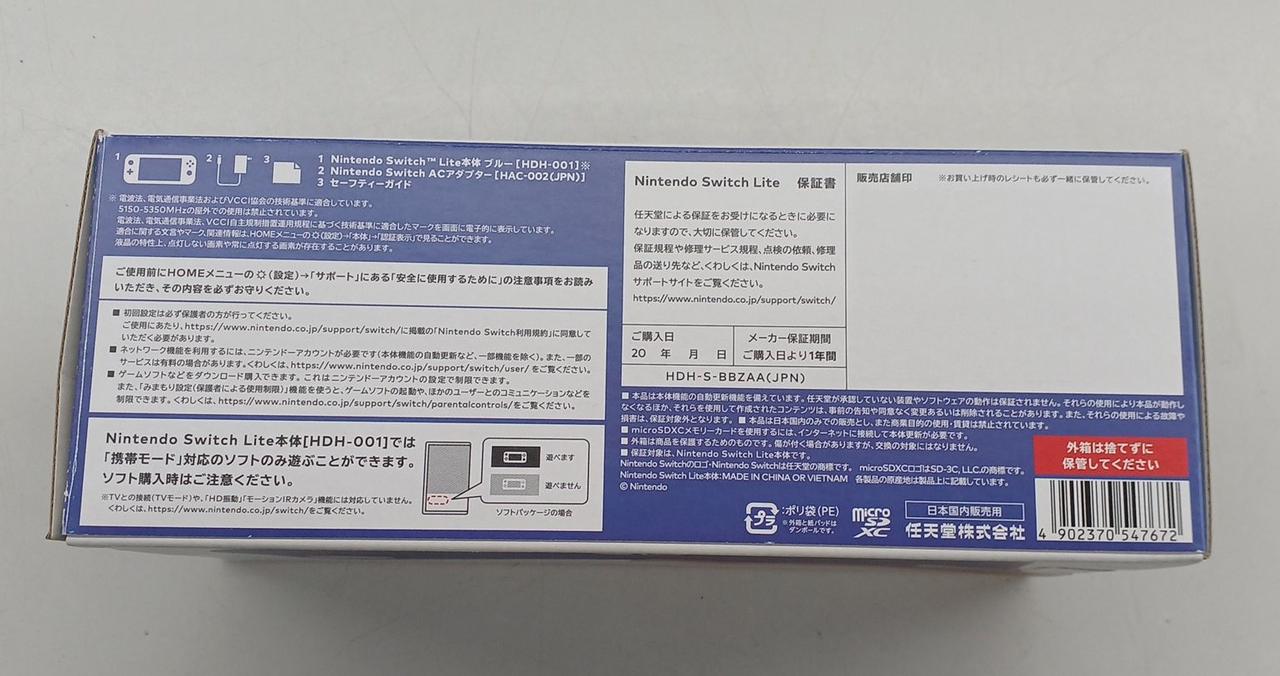 1 2 3
1 Nintendo Switch™ Lite本体 ブルー[HDH-001]※
2 Nintendo Switch ACアダプター[HAC-002(JPN)]
3 セーフティーガイド
※ 電波法、電気通信事業法およびVCCI協会の技術基準に適合しています。
5150-5350MHzの屋外での使用は禁止されています。
電波法、電気通信事業法、VCCI自主規制措置運用規程に基づく技術基準に適合したマークを画面に電子的に表示しています。
適合に関する文言やマーク、関連情報は、HOMEメニューの(設定)→「本体」→「認証表示」で見ることができます。
液晶の特性上、点灯しない画素や常に点灯する画素が存在することがあります。
ご使用前にHOMEメニューの(設定)→「サポート」にある「安全に使用するために」の注意事項をお読み
いただき、その内容を必ずお守りください。
■ 初回設定は必ず保護者の方が行ってください。
ご使用にあたり、https://www.nintendo.co.jp/support/switch/に掲載の「Nintendo Switch利用規約」に同意して
いただく必要があります。
■ ネットワーク機能を利用するには、ニンテンドーアカウントが必要です(本体機能の自動更新など、一部機能を除く)。また、一部の
サービスは有料の場合があります。くわしくは、https://www.nintendo.co.jp/support/switch/user/をご覧ください。
■ ゲームソフトなどをダウンロード購入できます。これはニンテンドーアカウントの設定で制限できます。
また、「みまもり設定(保護者による使用制限)」機能を使うと、ゲームソフトの起動や、ほかのユーザーとのコミュニケーションなどを
制限できます。くわしくは、https://www.nintendo.co.jp/support/switch/parentalcontrols/をご覧ください。
Nintendo Switch Lite本体[HDH-001]では
「携帯モード」対応のソフトのみ遊ぶことができます。
ソフト購入時はご注意ください。
※TVとの接続(TVモード)や、「HD振動」「モーションIRカメラ」機能には対応していません。
くわしくは、https://www.nintendo.co.jp/switch/をご覧ください。
遊べます
遊べません
ソフトパッケージの場合
Nintendo Switch Lite 保証書
任天堂による保証をお受けになるときに必要に
なりますので、大切に保管してください。
保証規程や修理サービス規程、点検の依頼、修理
品の送り先など、くわしくは、Nintendo Switch
サポートサイトをご覧ください。
https://www.nintendo.co.jp/support/switch/
ご購入日
20 年 月 日
メーカー保証期間
ご購入日より1年間
HDH-S-BBZAA(JPN)
販売店舗印 ※お買い上げ時のレシートも必ず一緒に保管してください。
■ 本品は本体機能の自動更新機能を備えています。任天堂が承認していない装置やソフトウェアの動作は保証されません。それらの使用により本品が動作し
なくなるほか、それらを使用して作成されたコンテンツは、事前の告知や同意なく変更あるいは削除されることがあります。また、それらの使用による故障や
損害は、保証対象外となります。■ 本品は日本国内のみでの販売とし、また商業目的の使用・賃貸は禁止されています。
■ microSDXCメモリーカードを使用するには、インターネットに接続して本体更新が必要です。
■ 外箱は商品を保護するためのものです。傷が付く場合がありますが、交換の対象にはなりません。
■ 保証対象は、Nintendo Switch Lite本体です。
Nintendo Switchのロゴ・Nintendo Switchは任天堂の商標です。 microSDXCロゴはSD-3C, LLC.の商標です。
Nintendo Switch Lite本体:MADE IN CHINA OR VIETNAM 各製品の原産地は製品上に記載しています。
© Nintendo
外箱は捨てずに
保管してください
プラ
:ポリ袋(PE)
※外箱と紙パッドは
ダンボールです。
micro SD XC
日本国内販売用
任天堂株式会社
4 902370 547672